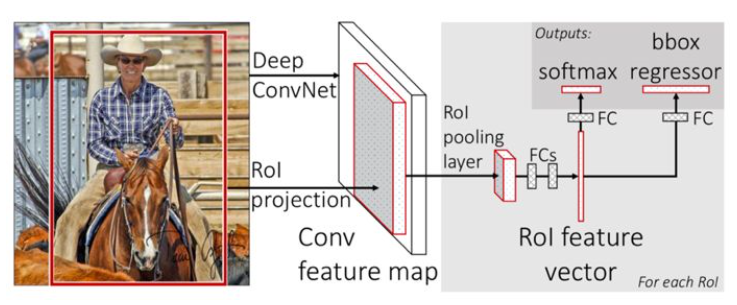 Deep
ConvNet
RoI
projection
Conv
feature map
RoI
pooling
layer
FCs
RoI feature
vector
Outputs:
softmax
bbox
regressor
FC
FC
For each RoI